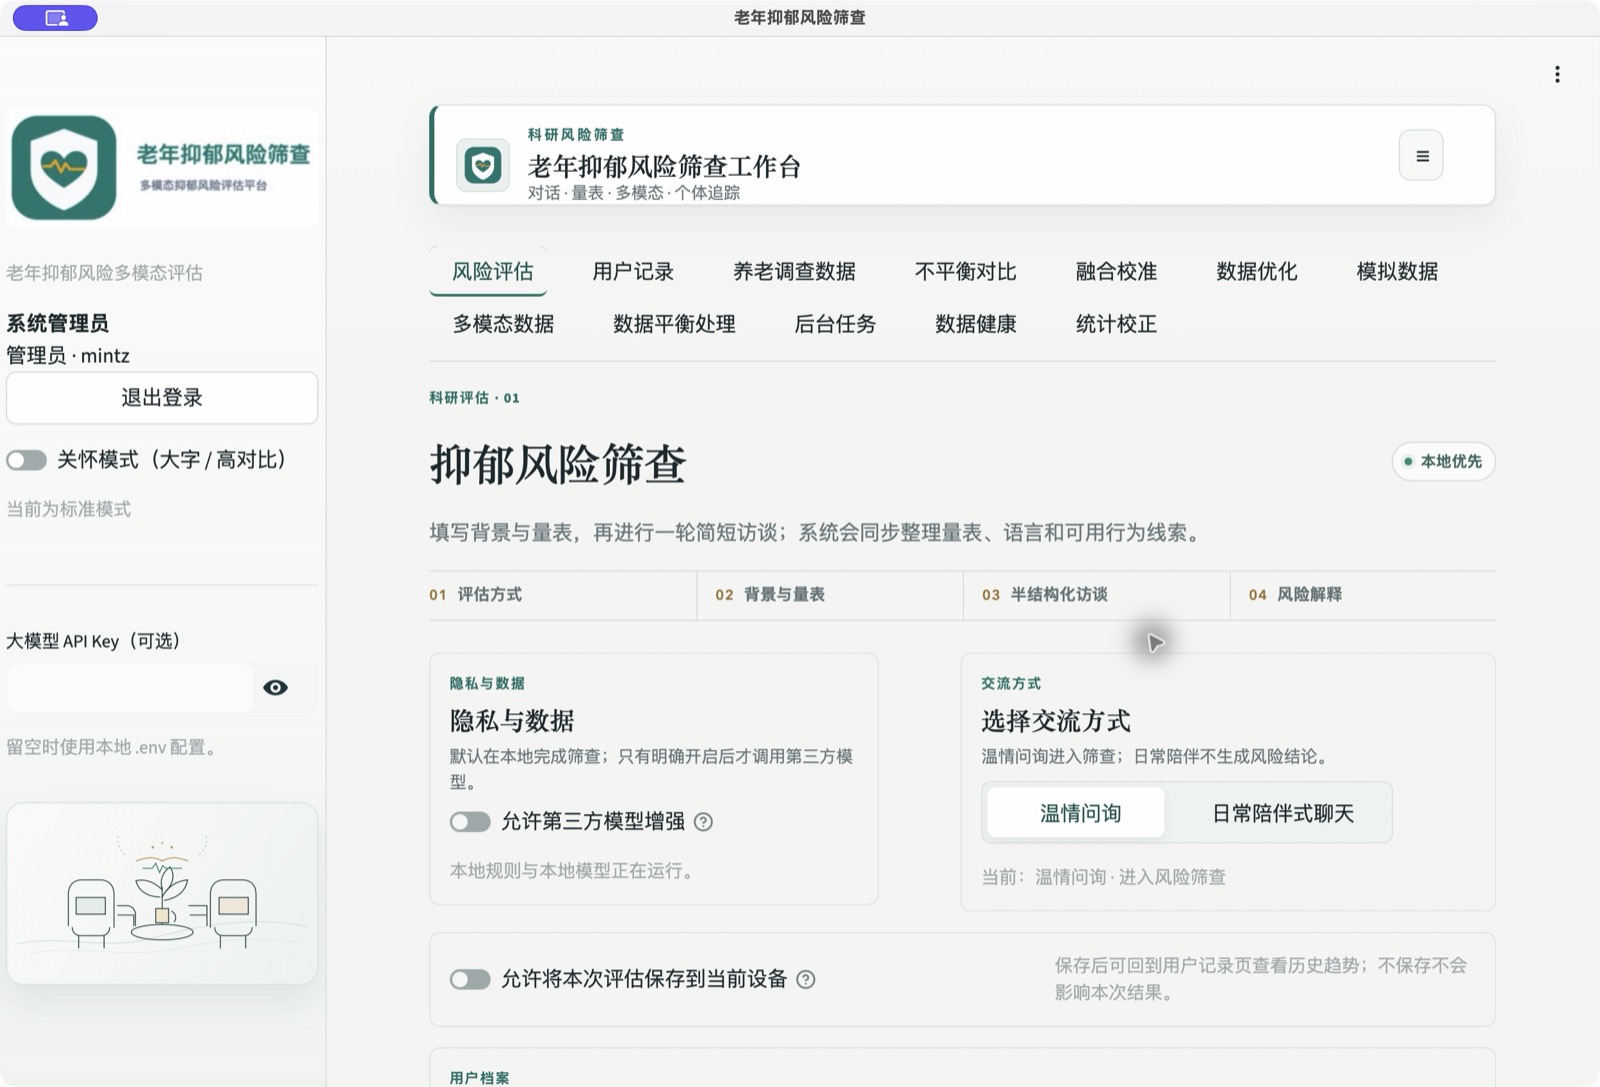 老年抑郁风险筛查
老年抑郁风险筛查
多模态抑郁风险评估平台
老年抑郁风险多模态评估
系统管理员
管理员 · mintz
退出登录
关怀模式（大字 / 高对比）
当前为标准模式
大模型 API Key（可选）
留空时使用本地 .env 配置。
科研风险筛查
老年抑郁风险筛查工作台
对话 · 量表 · 多模态 · 个体追踪
风险评估 用户记录 养老调查数据 不平衡对比 融合校准 数据优化 模拟数据
多模态数据 数据平衡处理 后台任务 数据健康 统计校正
科研评估 · 01
抑郁风险筛查
本地优先
填写背景与量表，再进行一轮简短访谈；系统会同步整理量表、语言和可用行为线索。
01 评估方式 02 背景与量表 03 半结构化访谈 04 风险解释
隐私与数据
隐私与数据
默认在本地完成筛查；只有明确开启后才调用第三方模
型。
允许第三方模型增强
本地规则与本地模型正在运行。
交流方式
选择交流方式
温情问询进入筛查；日常陪伴不生成风险结论。
温情问询 日常陪伴式聊天
当前：温情问询 · 进入风险筛查
允许将本次评估保存到当前设备
保存后可回到用户记录页查看历史趋势；不保存不会
影响本次结果。
用户档案